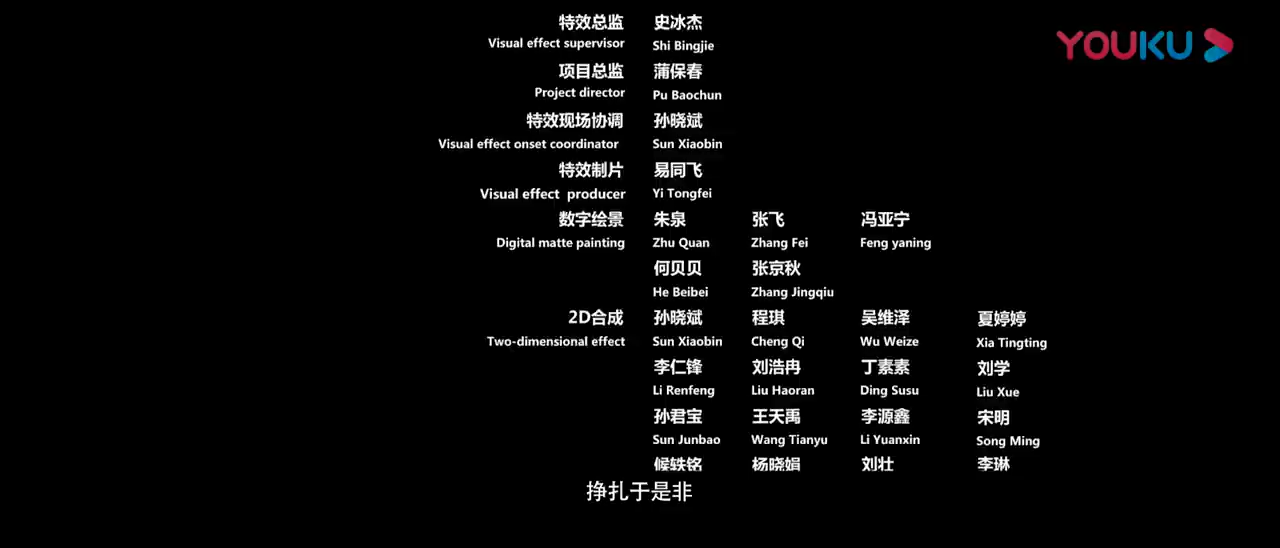 特效总监 史冰杰
Visual effect supervisor Shi Bingjie
YOUKU
项目总监 蒲保春
Project director Pu Baochun
特效现场协调 孙晓斌
Visual effect onset coordinator Sun Xiaobin
特效制片 易同飞
Visual effect producer Yi Tongfei
数字绘景 朱泉 张飞 冯亚宁
Digital matte painting Zhu Quan Zhang Fei Feng yaning
何贝贝 张京秋
He Beibei Zhang Jingqiu
2D合成 孙晓斌 程琪 吴维泽 夏婷婷
Two-dimensional effect Sun Xiaobin Cheng Qi Wu Weize Xia Tingting
李仁锋 刘浩冉 丁素素 刘学
Li Renfeng Liu Haoran Ding Susu Liu Xue
孙君宝 王天禹 李源鑫 宋明
Sun Junbao Wang Tianyu Li Yuanxin Song Ming
候轶铭 杨晓娟 刘壮 李琳
挣扎于是非